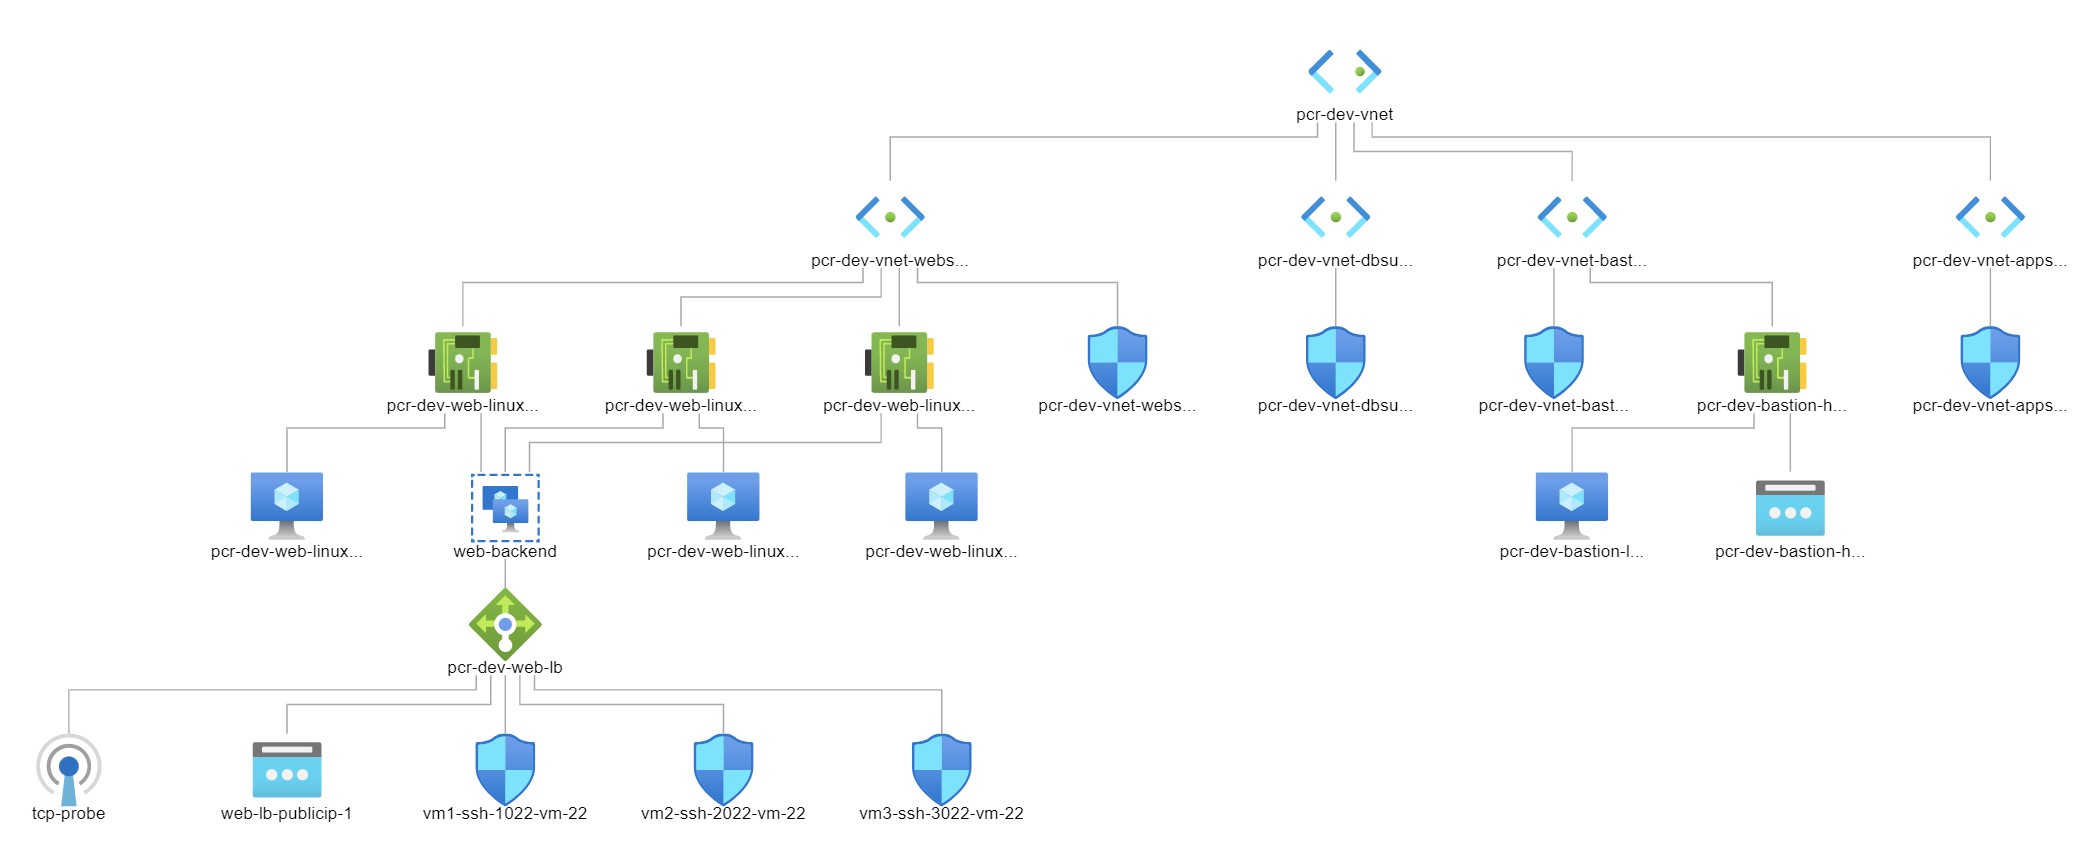 pcr-dev-vnet
pcr-dev-vnet-webs...
pcr-dev-vnet-dbsu...
pcr-dev-vnet-bast...
pcr-dev-vnet-apps...
pcr-dev-web-linux...
pcr-dev-web-linux...
pcr-dev-web-linux...
pcr-dev-vnet-webs...
pcr-dev-vnet-dbsu...
pcr-dev-vnet-bast...
pcr-dev-bastion-h...
pcr-dev-vnet-apps...
pcr-dev-web-linux...
web-backend
pcr-dev-web-linux...
pcr-dev-web-linux...
pcr-dev-bastion-l...
pcr-dev-bastion-h...
pcr-dev-web-lb
tcp-probe
web-lb-publicip-1
vm1-ssh-1022-vm-22
vm2-ssh-2022-vm-22
vm3-ssh-3022-vm-22